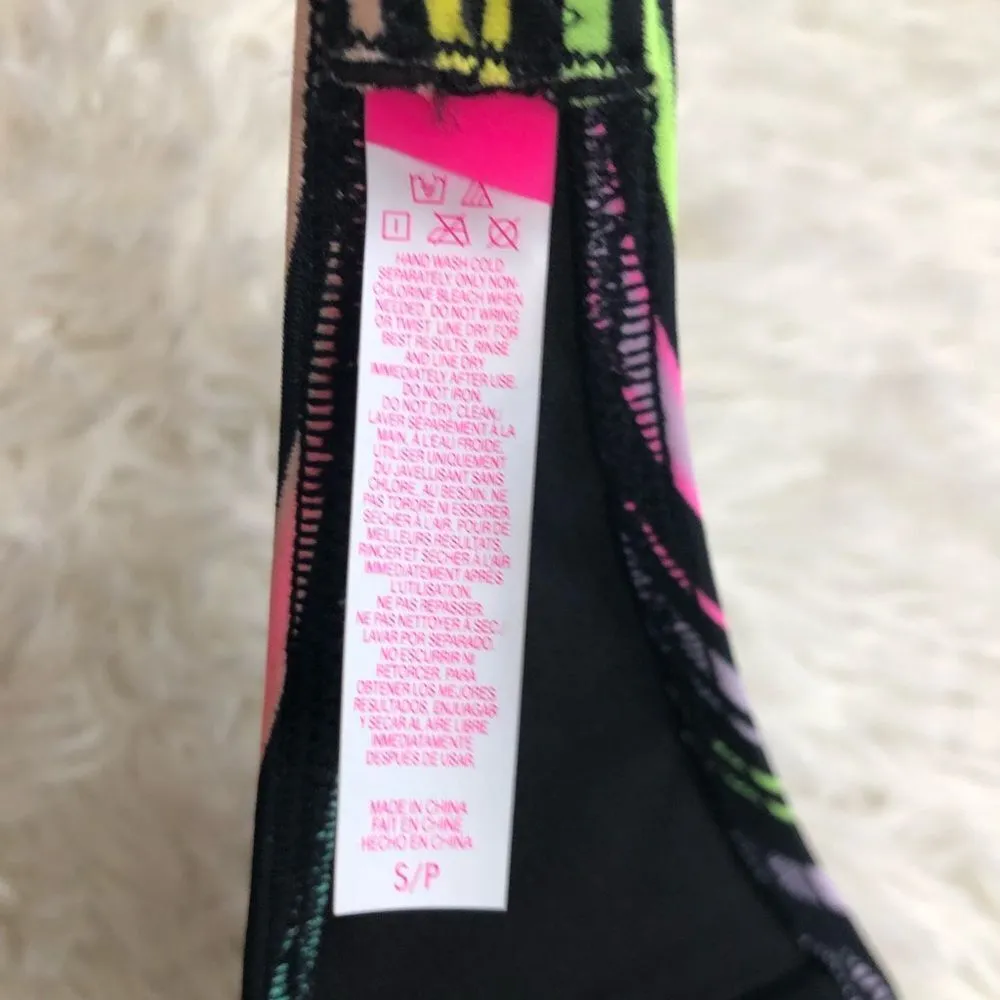 HAND WASH COLD
SEPARATELY ONLY NON-
CHLORINE BLEACH WHEN
NEEDED. DO NOT WRING
OR TWIST. LINE DRY FOR
BEST RESULTS, RINSE
AND LINE DRY
IMMEDIATELY AFTER USE.
DO NOT IRON.
DO NOT DRY CLEAN.
LAVER SÉPARÉMENT À LA
MAIN, À L'EAU FROIDE,
UTILISER UNIQUEMENT
DU JAVELLISANT SANS
CHLORE, AU BESOIN. NE
PAS TORDRE NI ESSORER.
SÉCHER À L'AIR. POUR DE
MEILLEURS RÉSULTATS,
RINCER ET SÉCHER À L'AIR
IMMÉDIATEMENT APRÈS
L'UTILISATION.
NE PAS REPASSER.
NE PAS NETTOYER À SEC.
LAVAR POR SEPARADO.
NO ESCURRIR NI
RETORCER. PARA
OBTENER LOS MEJORES
RESULTADOS, ENJUAGAR
Y SECAR AL AIRE LIBRE
INMEDIATAMENTE
DESPUÉS DE USAR.
MADE IN CHINA
FAIT EN CHINE
HECHO EN CHINA
S/P